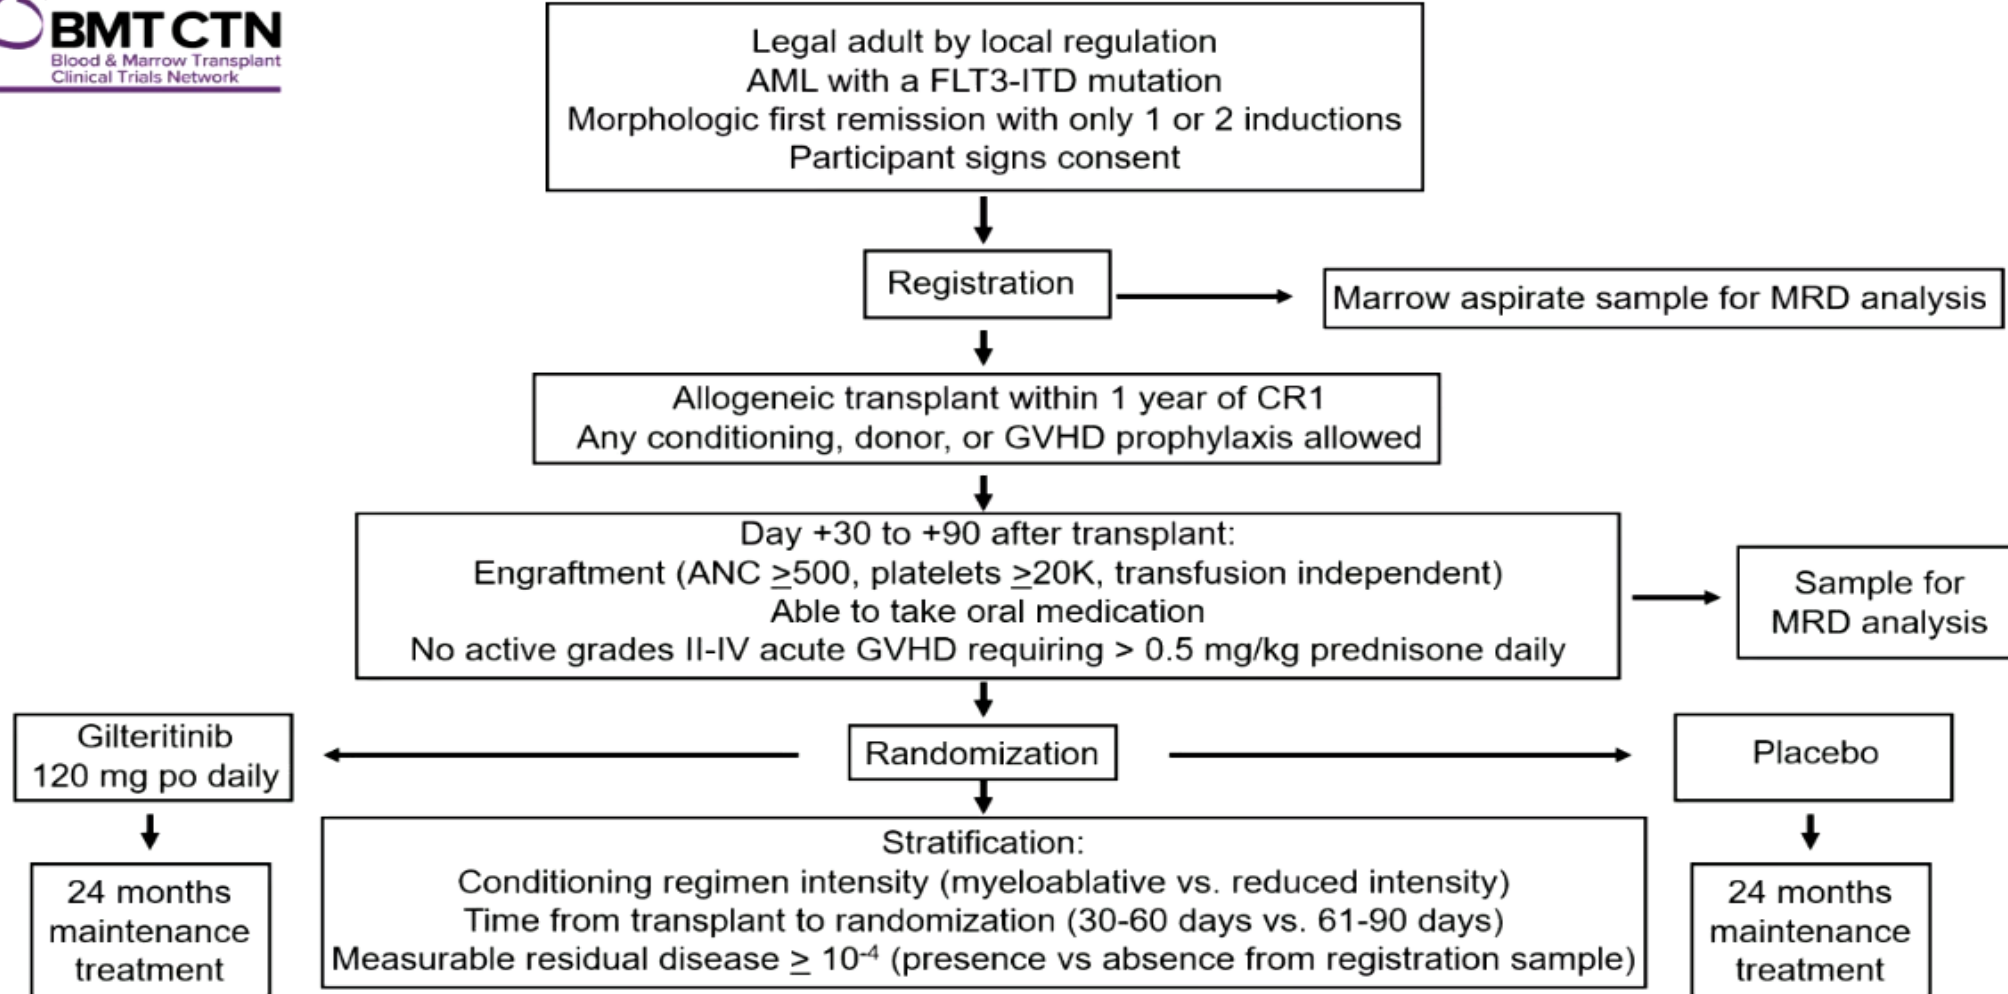 BMT CTN
Blood & Marrow Transplant
Clinical Trials Network
Legal adult by local regulation
AML with a FLT3-ITD mutation
Morphologic first remission with only 1 or 2 inductions
Participant signs consent
Registration
Marrow aspirate sample for MRD analysis
Allogeneic transplant within 1 year of CR1
Any conditioning, donor, or GVHD prophylaxis allowed
Day +30 to +90 after transplant:
Engraftment (ANC ≥500, platelets ≥20K, transfusion independent)
Able to take oral medication
No active grades II-IV acute GVHD requiring > 0.5 mg/kg prednisone daily
Sample for
MRD analysis
Gilteritinib
120 mg po daily
Randomization
Placebo
24 months
maintenance
treatment
Stratification:
Conditioning regimen intensity (myeloablative vs. reduced intensity)
Time from transplant to randomization (30-60 days vs. 61-90 days)
Measurable residual disease ≥ 10⁻⁴ (presence vs absence from registration sample)
24 months
maintenance
treatment